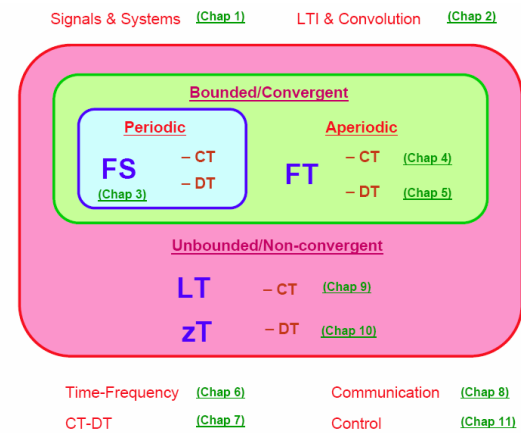 Signals & Systems (Chap 1) LTI & Convolution (Chap 2)
Bounded/Convergent
Periodic Aperiodic
FS – CT FT – CT (Chap 4)
(Chap 3) – DT – DT (Chap 5)
Unbounded/Non-convergent
LT – CT (Chap 9)
zT – DT (Chap 10)
Time-Frequency (Chap 6) Communication (Chap 8)
CT-DT (Chap 7) Control (Chap 11)